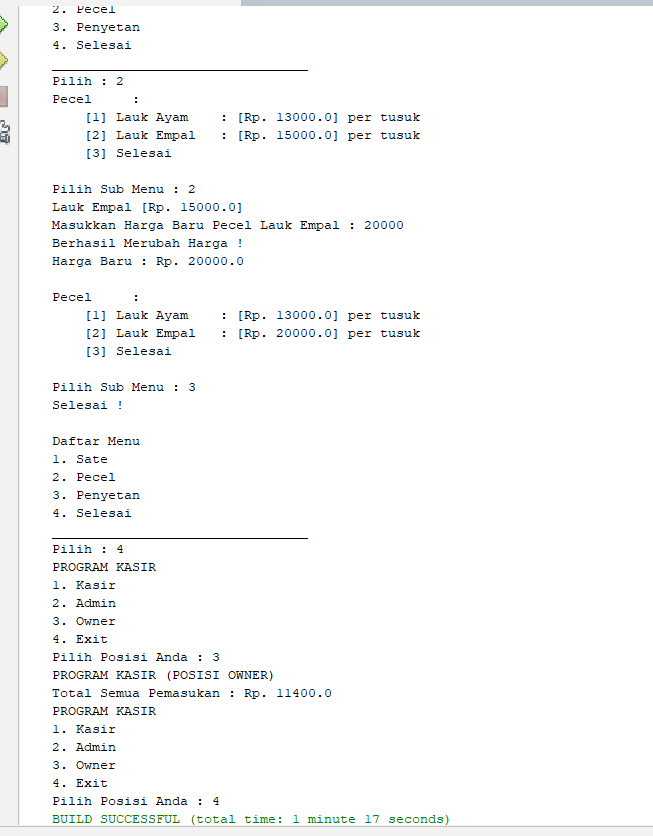 2. Pecel
3. Penyetan
4. Selesai
________________________________
Pilih : 2
Pecel     :
    [1] Lauk Ayam    : [Rp. 13000.0] per tusuk
    [2] Lauk Empal   : [Rp. 15000.0] per tusuk
    [3] Selesai

Pilih Sub Menu : 2
Lauk Empal [Rp. 15000.0]
Masukkan Harga Baru Pecel Lauk Empal : 20000
Berhasil Merubah Harga !
Harga Baru : Rp. 20000.0

Pecel     :
    [1] Lauk Ayam    : [Rp. 13000.0] per tusuk
    [2] Lauk Empal   : [Rp. 20000.0] per tusuk
    [3] Selesai

Pilih Sub Menu : 3
Selesai !

Daftar Menu
1. Sate
2. Pecel
3. Penyetan
4. Selesai
________________________________
Pilih : 4
PROGRAM KASIR
1. Kasir
2. Admin
3. Owner
4. Exit
Pilih Posisi Anda : 3
PROGRAM KASIR (POSISI OWNER)
Total Semua Pemasukan : Rp. 11400.0
PROGRAM KASIR
1. Kasir
2. Admin
3. Owner
4. Exit
Pilih Posisi Anda : 4
BUILD SUCCESSFUL (total time: 1 minute 17 seconds)